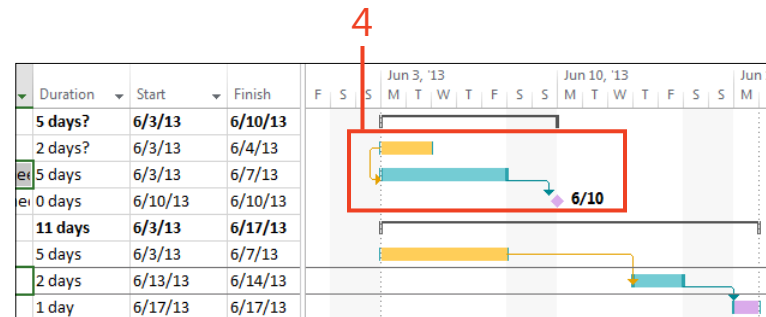 4
Jun 3, '13 Jun 10, '13 Jun
Duration Start Finish F S S M T W T F S S M T W T F S S M
5 days? 6/3/13 6/10/13
2 days? 6/3/13 6/4/13
5 days 6/3/13 6/7/13
0 days 6/10/13 6/10/13 6/10
11 days 6/3/13 6/17/13
5 days 6/3/13 6/7/13
2 days 6/13/13 6/14/13
1 day 6/17/13 6/17/13